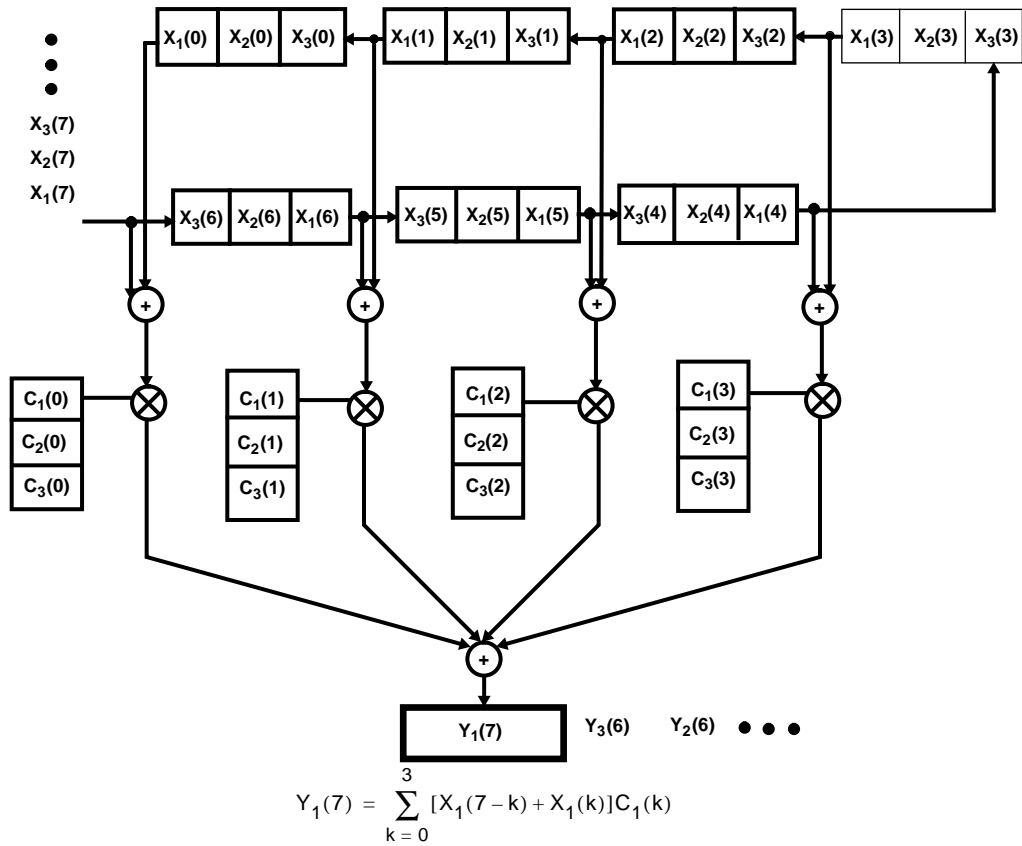 X₁(0) X₂(0) X₃(0) X₁(1) X₂(1) X₃(1) X₁(2) X₂(2) X₃(2) X₁(3) X₂(3) X₃(3)
X₃(7)
X₂(7)
X₁(7)
X₃(6) X₂(6) X₁(6) X₃(5) X₂(5) X₁(5) X₃(4) X₂(4) X₁(4)
+ + + +
C₁(0) C₁(1) C₁(2) C₁(3)
C₂(0) C₂(1) C₂(2) C₂(3)
C₃(0) C₃(1) C₃(2) C₃(3)
+
Y₁(7) Y₃(6) Y₂(6)
3
Y₁(7) = ∑ [X₁(7 – k) + X₁(k)]C₁(k)
k = 0